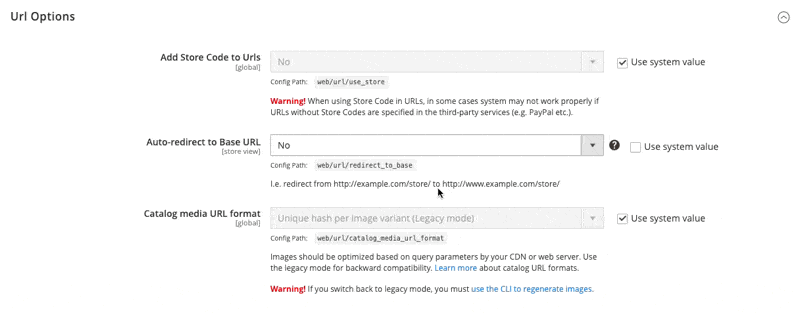 Url Options
Add Store Code to Urls
[global]
No
Use system value
Config Path: web/url/use_store
Warning! When using Store Code in URLs, in some cases system may not work properly if
URLs without Store Codes are specified in the third-party services (e.g. PayPal etc.).
Auto-redirect to Base URL
[store view]
No
?
Use system value
Config Path: web/url/redirect_to_base
I.e. redirect from http://example.com/store/ to http://www.example.com/store/
Catalog media URL format
[global]
Unique hash per image variant (Legacy mode)
Use system value
Config Path: web/url/catalog_media_url_format
Images should be optimized based on query parameters by your CDN or web server. Use
the legacy mode for backward compatibility. Learn more about catalog URL formats.
Warning! If you switch back to legacy mode, you must use the CLI to regenerate images.